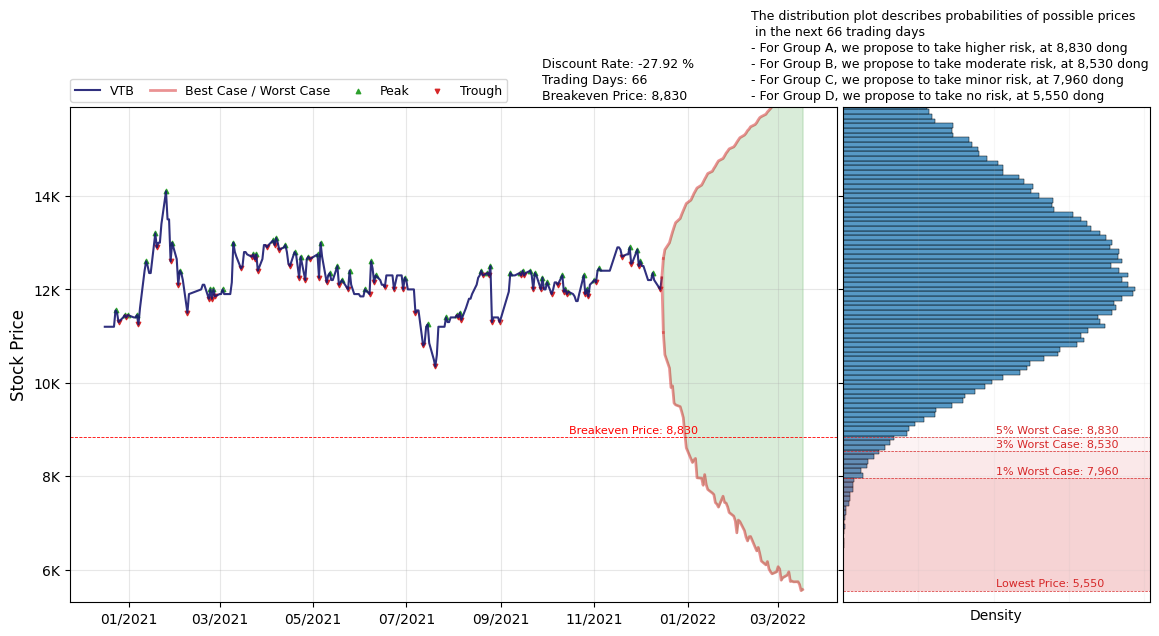 The distribution plot describes probabilities of possible prices
in the next 66 trading days
- For Group A, we propose to take higher risk, at 8,830 dong
- For Group B, we propose to take moderate risk, at 8,530 dong
- For Group C, we propose to take minor risk, at 7,960 dong
- For Group D, we propose to take no risk, at 5,550 dong
Discount Rate: -27.92 %
Trading Days: 66
Breakeven Price: 8,830
VTB Best Case / Worst Case Peak Trough
Stock Price
14K
12K
10K
8K
6K
Breakeven Price: 8,830
5% Worst Case: 8,830
3% Worst Case: 8,530
1% Worst Case: 7,960
Lowest Price: 5,550
01/2021 03/2021 05/2021 07/2021 09/2021 11/2021 01/2022 03/2022
Density